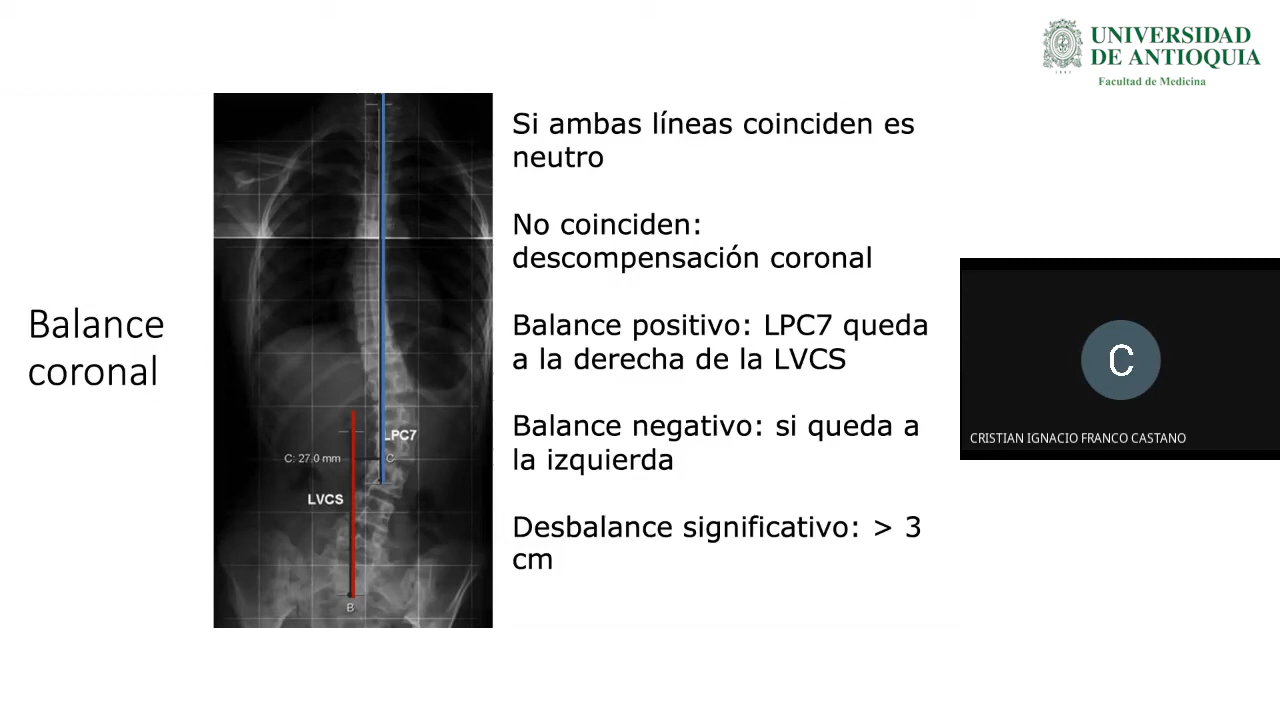 UNIVERSIDAD
DE ANTIOQUIA
Facultad de Medicina
Balance
coronal
LPC7
C: 27.0 mm
C
LVCS
B
Si ambas líneas coinciden es
neutro
No coinciden:
descompensación coronal
Balance positivo: LPC7 queda
a la derecha de la LVCS
Balance negativo: si queda a
la izquierda
Desbalance significativo: > 3
cm
C
CRISTIAN IGNACIO FRANCO CASTANO